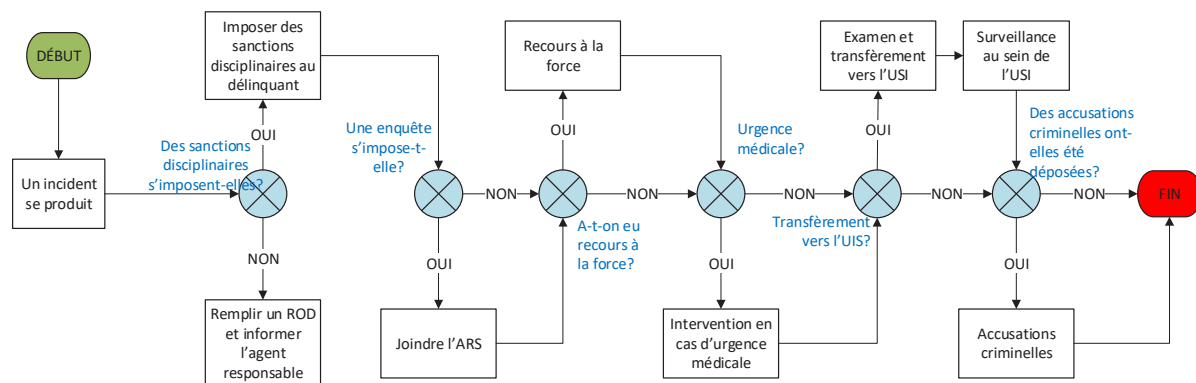 DÉBUT
Un incident
se produit
Des sanctions
disciplinaires
s'imposent-elles?
OUI
Imposer des
sanctions
disciplinaires au
délinquant
NON
Remplir un ROD
et informer
l'agent
responsable
Une enquête
s'impose-t-
elle?
NON
OUI
Joindre l'ARS
A-t-on eu
recours à
la force?
OUI
Recours à la
force
NON
Urgence
médicale?
NON
OUI
Intervention en
cas d'urgence
médicale
Transfèrement
vers l'UIS?
OUI
Examen et
transfèrement
vers l'USI
Surveillance
au sein de
l'USI
NON
Des accusations
criminelles ont-
elles été
déposées?
NON
OUI
Accusations
criminelles
FIN